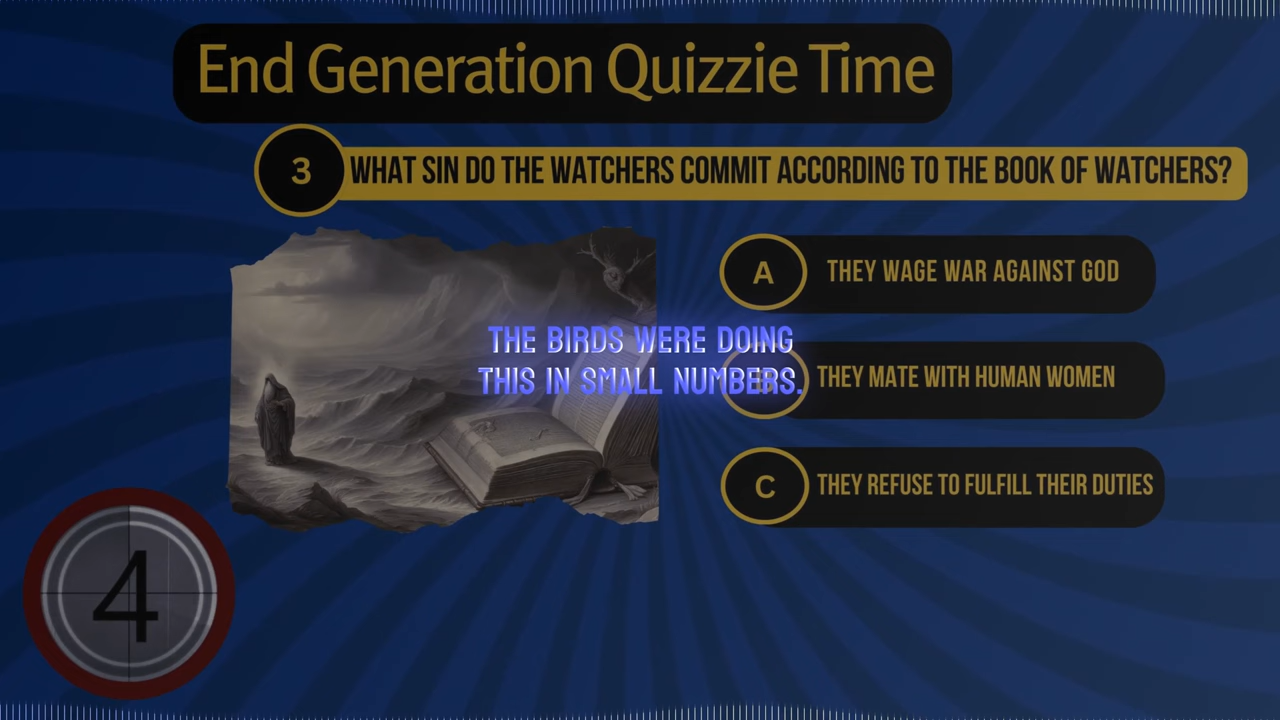 End Generation Quizzie Time
3
WHAT SIN DO THE WATCHERS COMMIT ACCORDING TO THE BOOK OF WATCHERS?
A
THEY WAGE WAR AGAINST GOD
THE BIRDS WERE DOING
THIS IN SMALL NUMBERS.
THEY MATE WITH HUMAN WOMEN
C
THEY REFUSE TO FULFILL THEIR DUTIES
4